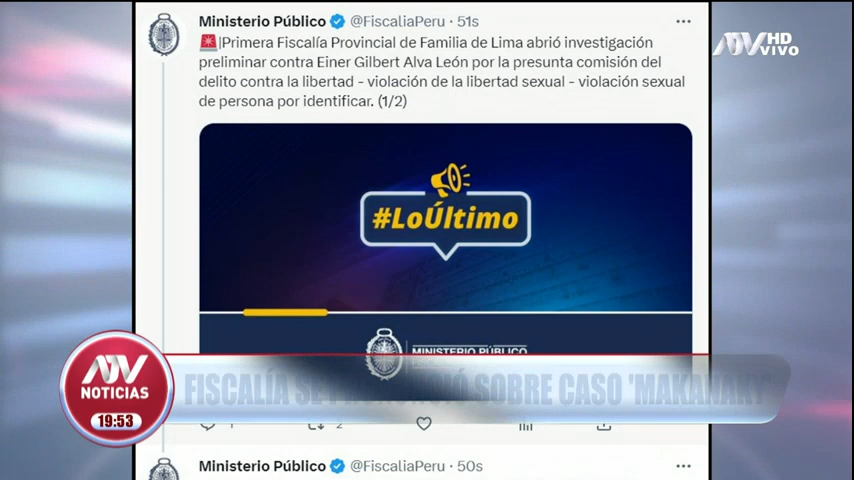 Ministerio Público @FiscaliaPeru · 51s
|Primera Fiscalía Provincial de Familia de Lima abrió investigación
preliminar contra Einer Gilbert Alva León por la presunta comisión del
delito contra la libertad - violación de la libertad sexual - violación sexual
de persona por identificar. (1/2)
ATV HD
VIVO
#LoÚltimo
MINISTERIO PÚBLICO
ATV
NOTICIAS
19:53
FISCALÍA SE PRONUNCIÓ SOBRE CASO 'MAKANAKY'
1
2
Ministerio Público @FiscaliaPeru · 50s